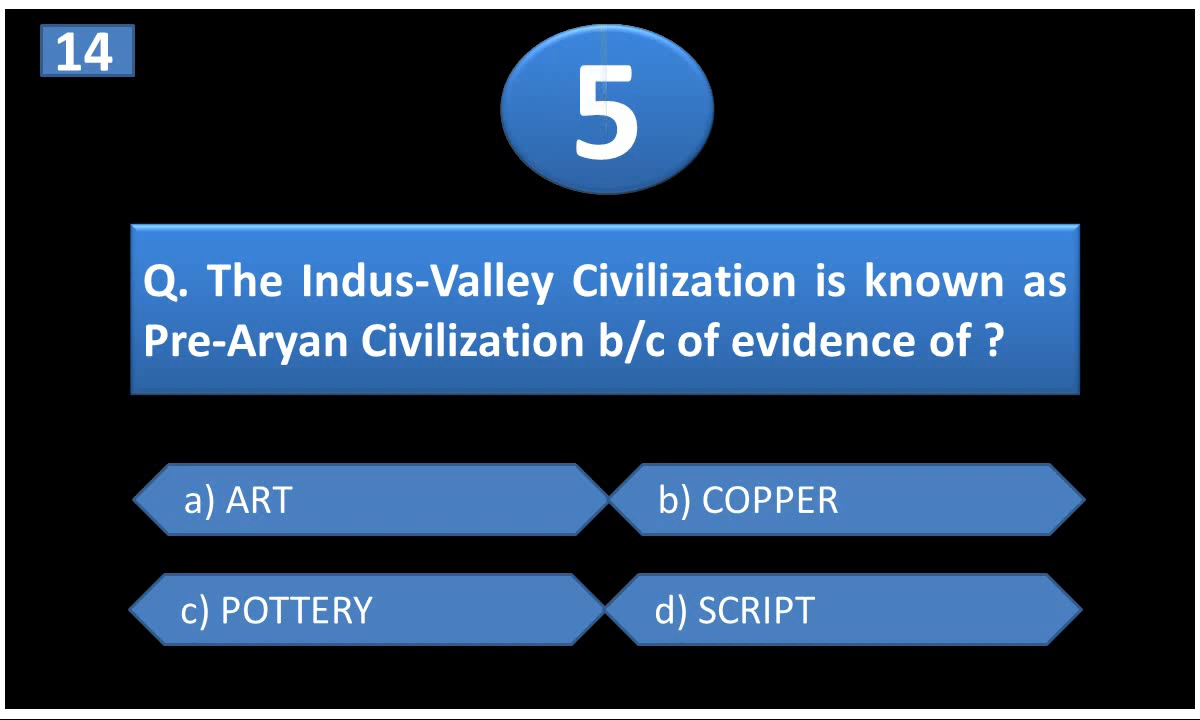 14
5
Q. The Indus-Valley Civilization is known as
Pre-Aryan Civilization b/c of evidence of ?
a) ART
b) COPPER
c) POTTERY
d) SCRIPT